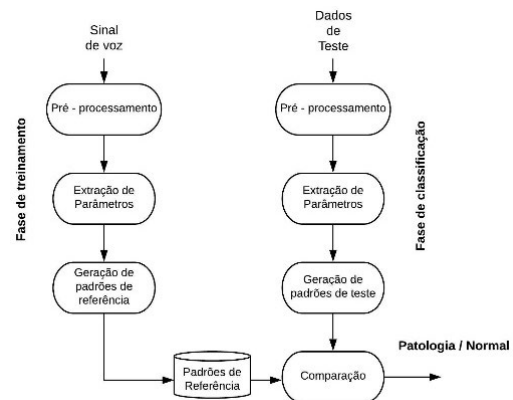 Sinal
de voz
Pré - processamento
Extração de
Parâmetros
Geração de
padrões de
referência
Fase de treinamento
Padrões de
Referência
Dados
de
Teste
Pré - processamento
Extração de
Parâmetros
Geração de
padrões de teste
Comparação
Fase de classificação
Patologia / Normal